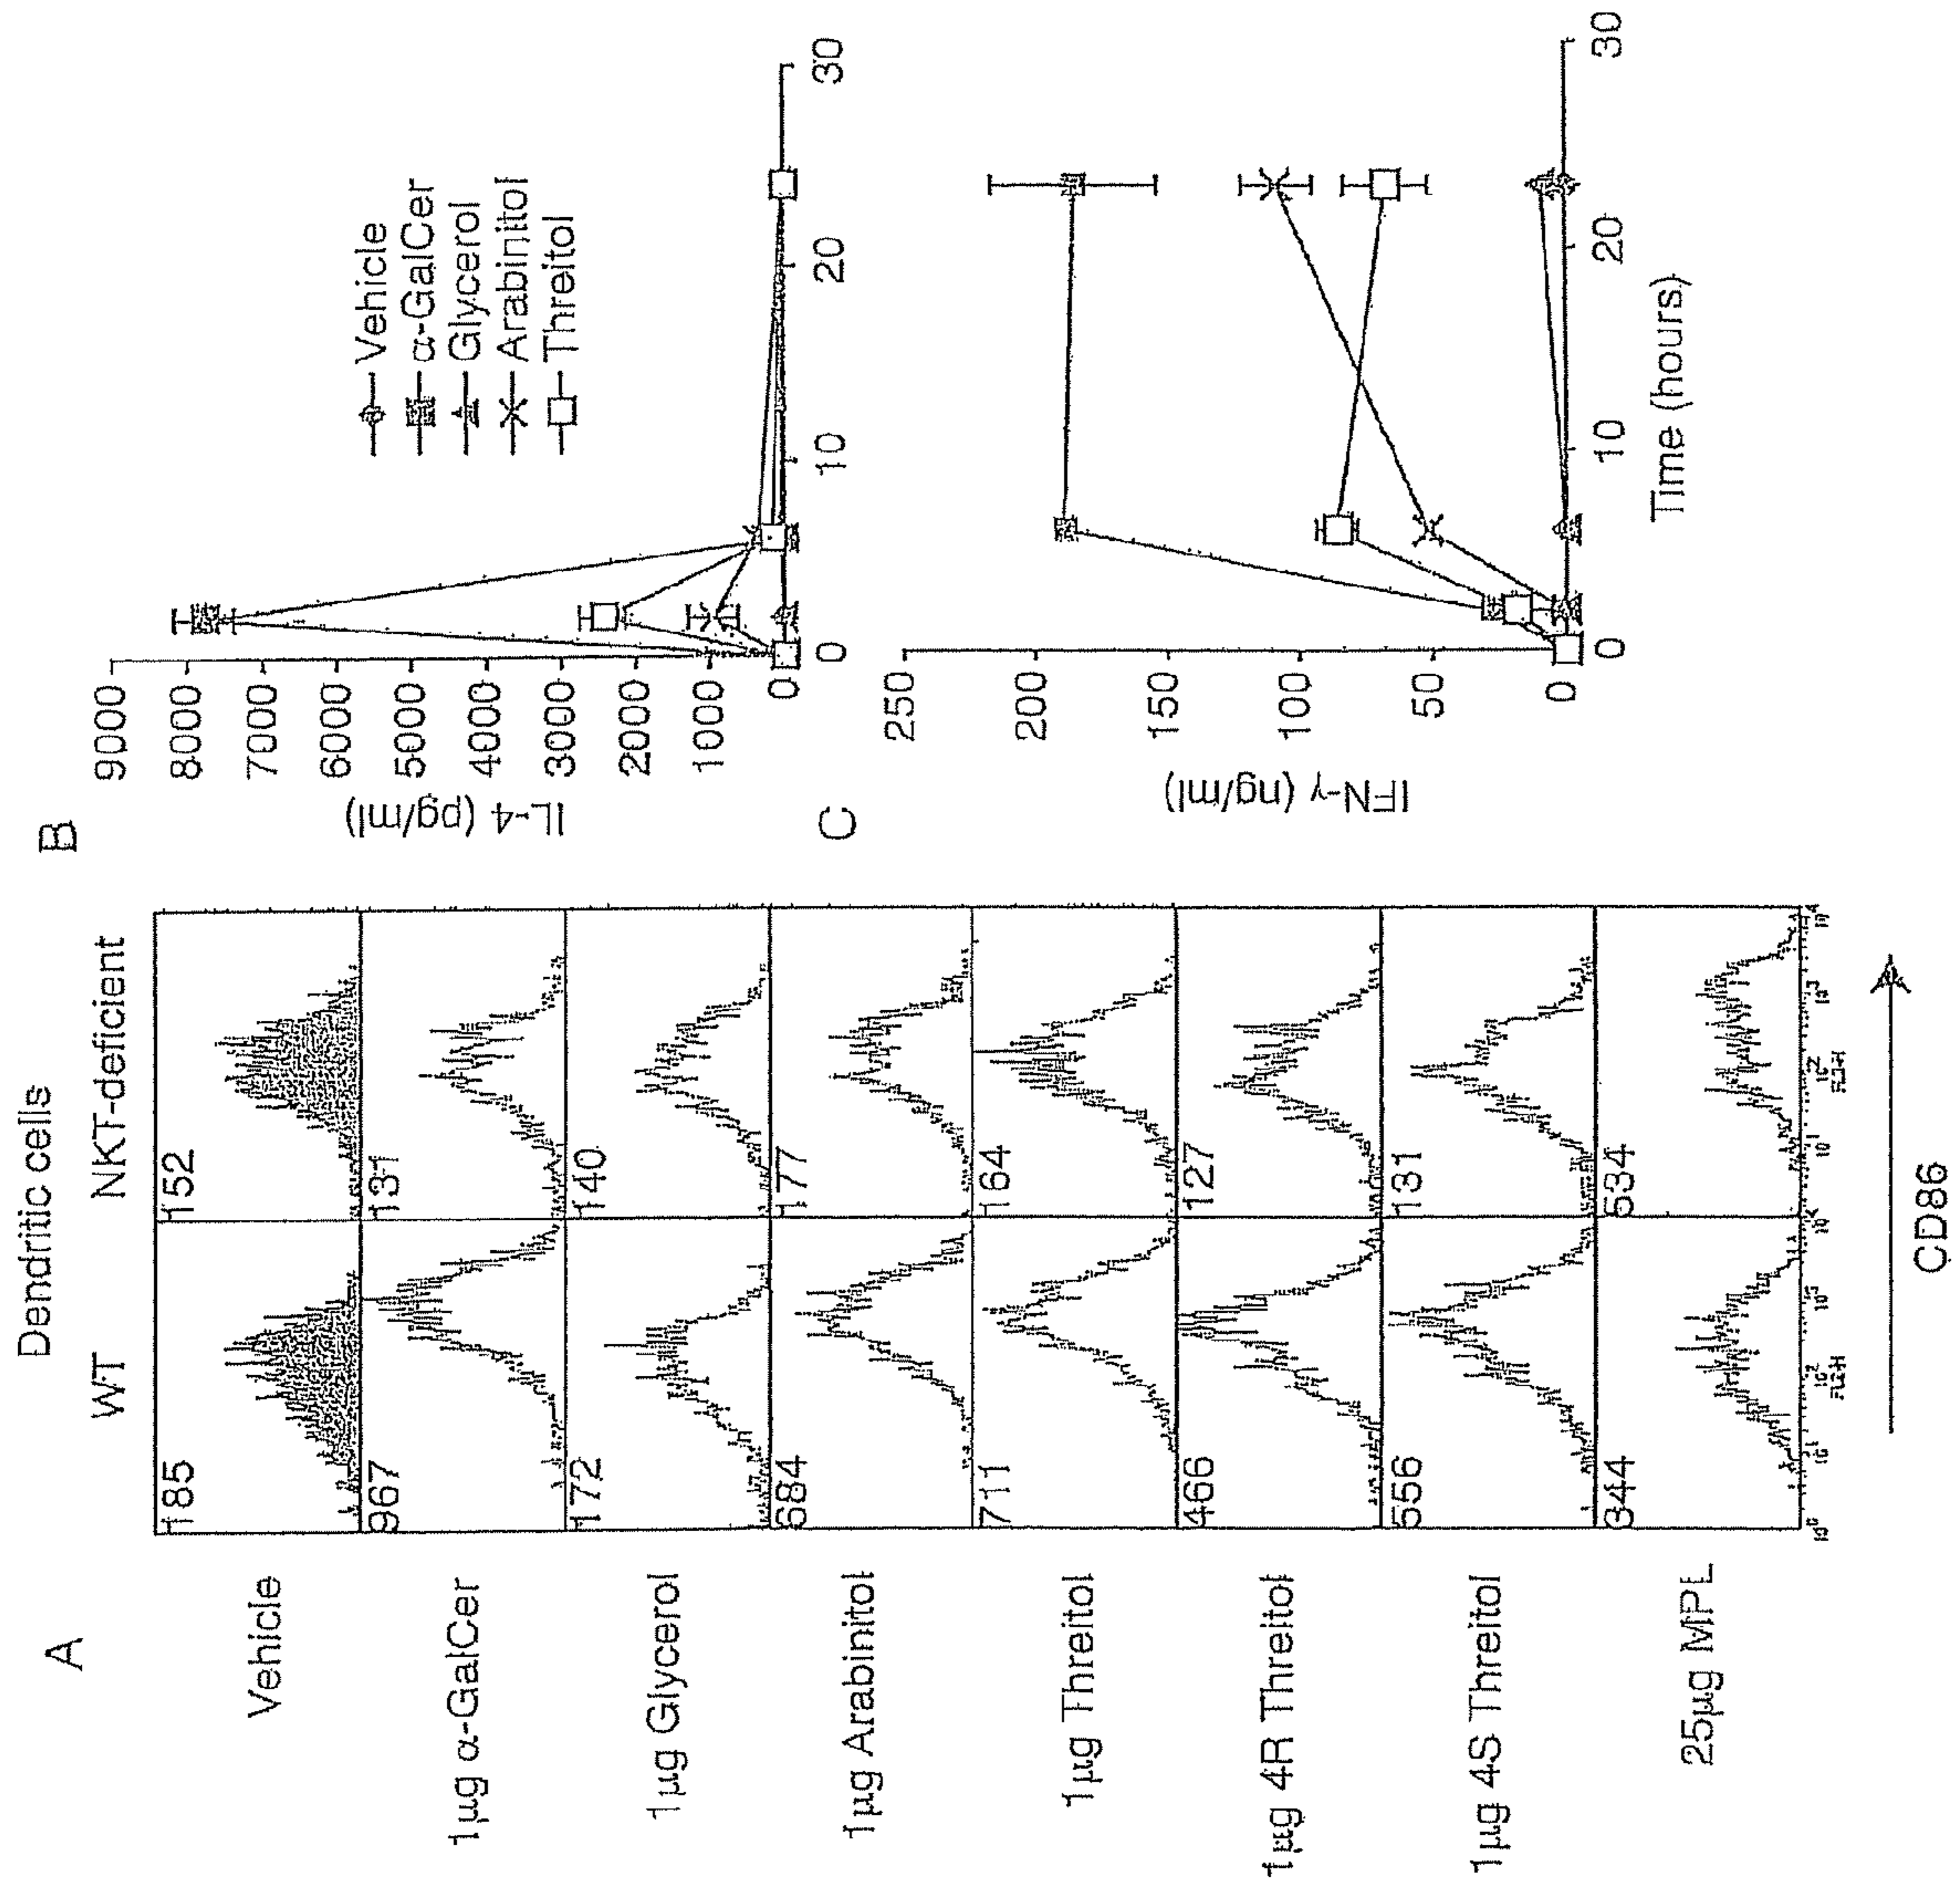 A
Dendritic cells
WT NKT-deficient
Vehicle 185 152
1µg α-GalCer 967 131
1µg Glycerol 172 140
1µg Arabinitol 684 177
1µg Threitol 711 164
1µg 4R Threitol 466 127
1µg 4S Threitol 556 131
25µg MPL 344 534
CD86
B
IL-4 (pg/ml)
9000
8000
7000
6000
5000
4000
3000
2000
1000
0
0 10 20 30
Vehicle
α-GalCer
Glycerol
Arabinitol
Threitol
C
IFN-γ (ng/ml)
250
200
150
100
50
0
0 10 20 30
Time (hours)